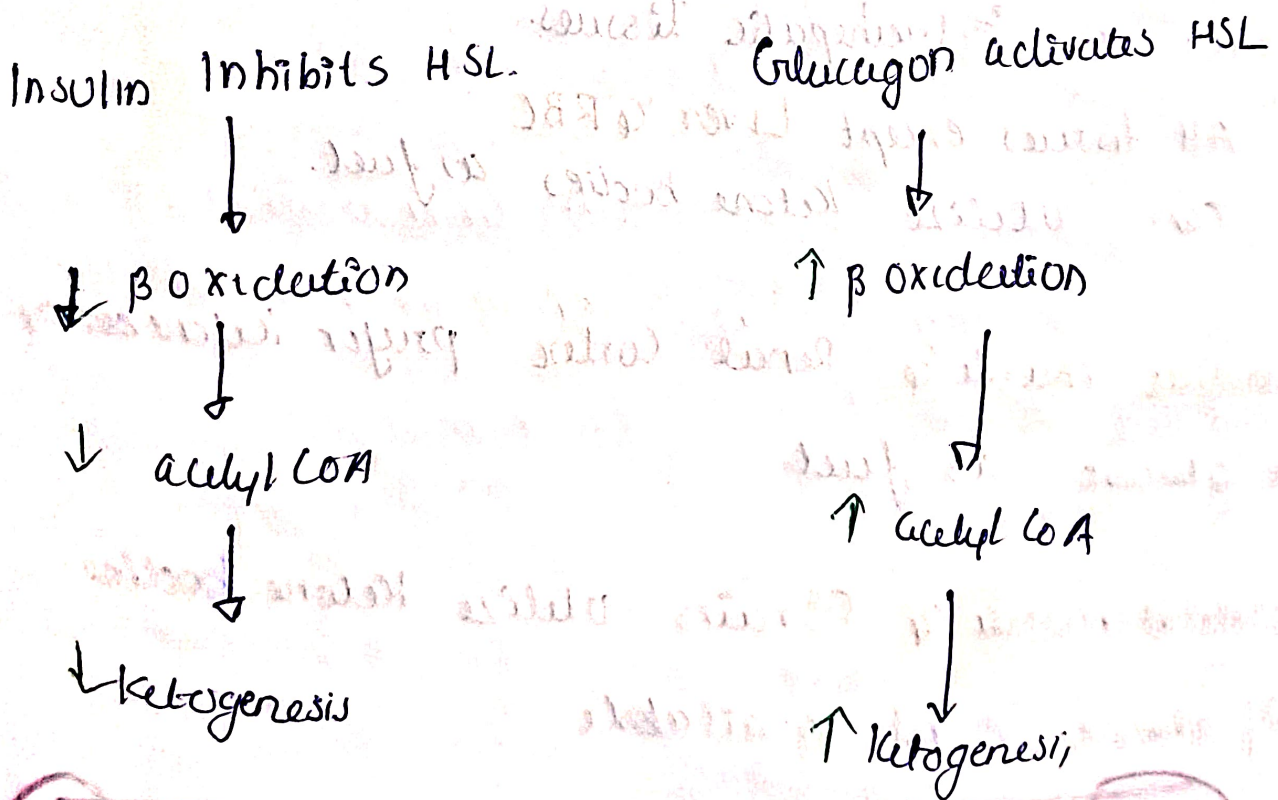 Insulin Inhibits HSL.
↓
↓ β oxidation
↓
↓ acetyl CoA
↓
↓ Ketogenesis
Glucagon activates HSL
↓
↑ β oxidation
↓
↑ acetyl CoA
↓
↑ Ketogenesis